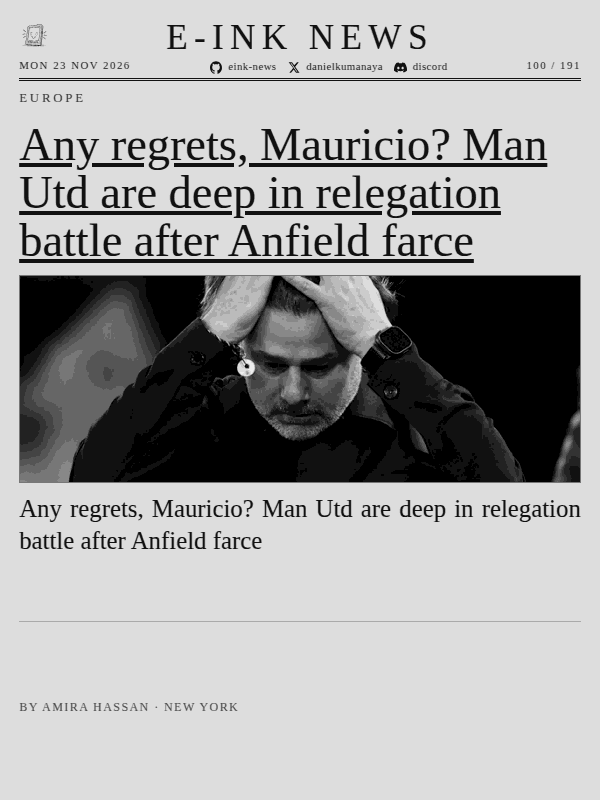 E-INK NEWS
MON 23 NOV 2026
eink-news
danielkumanaya
discord
100 / 191
EUROPE
Any regrets, Mauricio? Man
Utd are deep in relegation
battle after Anfield farce
Any regrets, Mauricio? Man Utd are deep in relegation
battle after Anfield farce
BY AMIRA HASSAN · NEW YORK